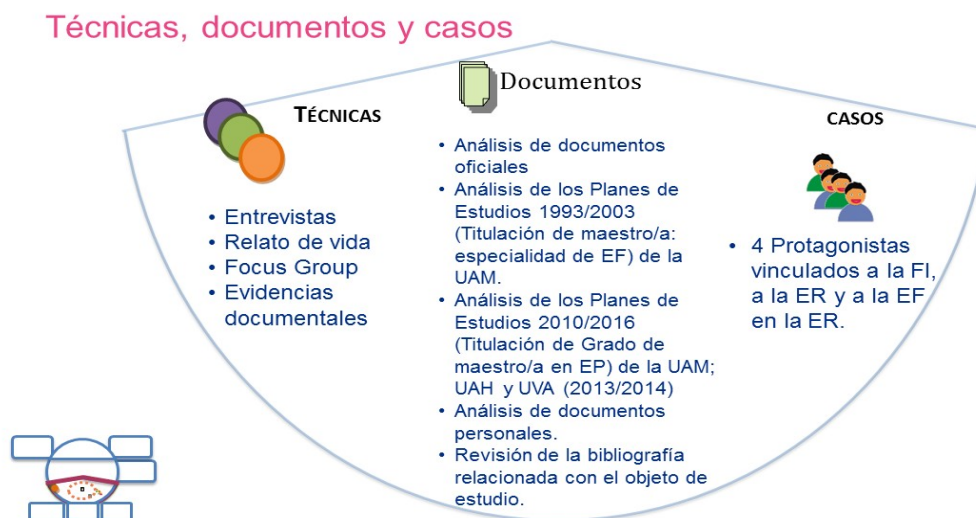 Técnicas, documentos y casos
TÉCNICAS
• Entrevistas
• Relato de vida
• Focus Group
• Evidencias
documentales
Documentos
• Análisis de documentos
oficiales
• Análisis de los Planes de
Estudios 1993/2003
(Titulación de maestro/a:
especialidad de EF) de la
UAM.
• Análisis de los Planes de
Estudios 2010/2016
(Titulación de Grado de
maestro/a en EP) de la UAM;
UAH y UVA (2013/2014)
• Análisis de documentos
personales.
• Revisión de la bibliografía
relacionada con el objeto de
estudio.
CASOS
• 4 Protagonistas
vinculados a la FI,
a la ER y a la EF
en la ER.